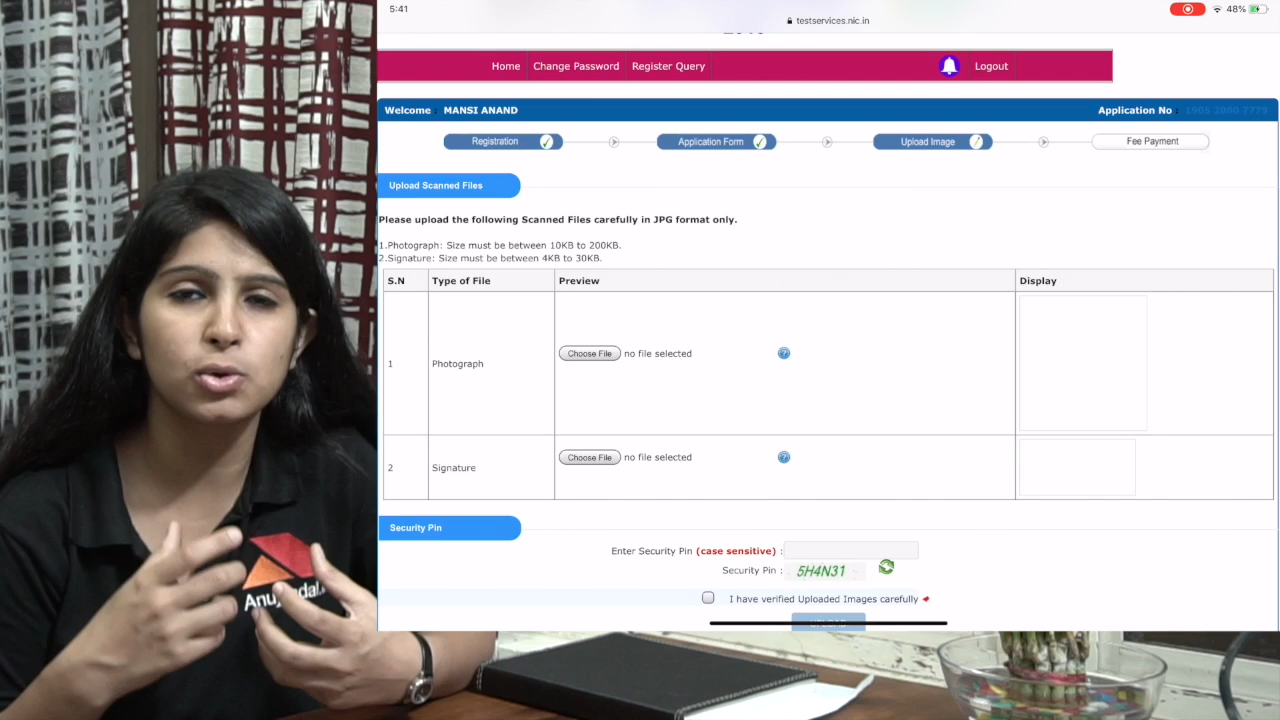 5:41
testservices.nic.in
48%
Home Change Password Register Query Logout
Welcome : MANSI ANAND Application No :
Registration Application Form Upload Image Fee Payment
Upload Scanned Files
Please upload the following Scanned Files carefully in JPG format only.
1.Photograph: Size must be between 10KB to 200KB.
2.Signature: Size must be between 4KB to 30KB.
S.N Type of File Preview Display
1 Photograph Choose File no file selected
2 Signature Choose File no file selected
Security Pin
Enter Security Pin (case sensitive) :
Security Pin : 5H4N31
I have verified Uploaded Images carefully